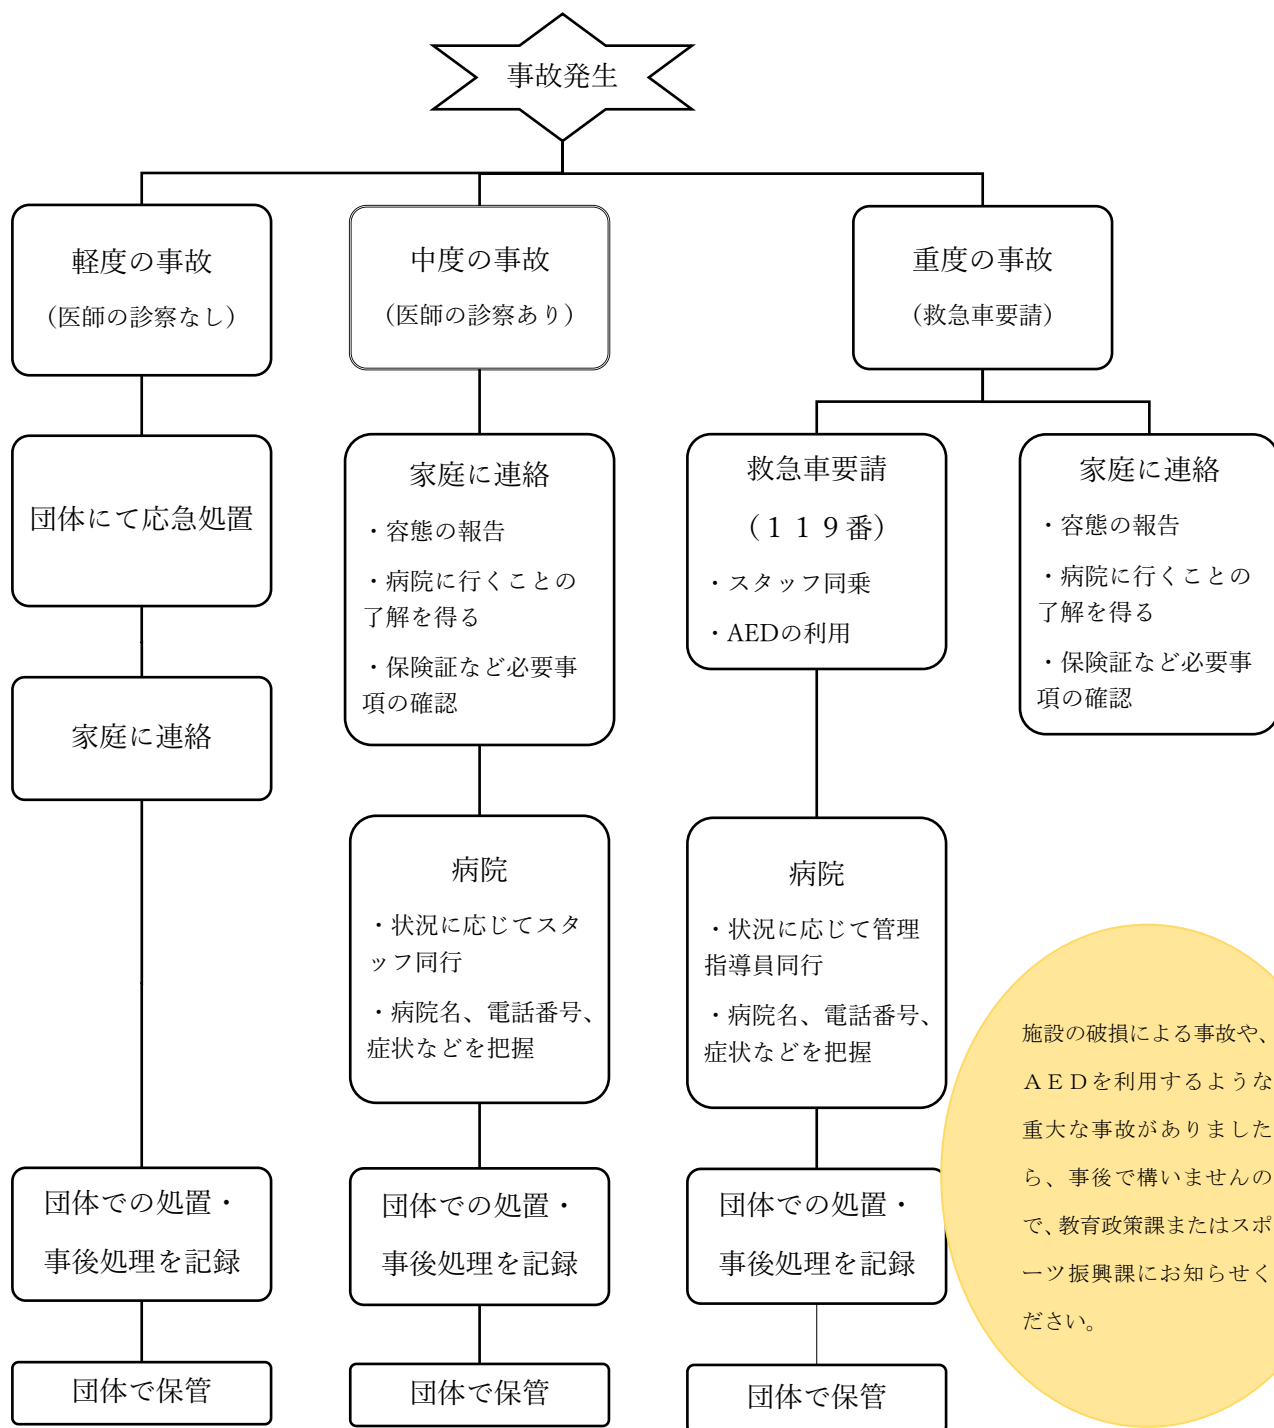 事故発生
軽度の事故
（医師の診察なし）
団体にて応急処置
家庭に連絡
団体での処置・
事後処理を記録
団体で保管
中度の事故
（医師の診察あり）
家庭に連絡
・容態の報告
・病院に行くことの
了解を得る
・保険証など必要事
項の確認
病院
・状況に応じてスタ
ッフ同行
・病院名、電話番号、
症状などを把握
団体での処置・
事後処理を記録
団体で保管
重度の事故
（救急車要請）
救急車要請
（１１９番）
・スタッフ同乗
・AEDの利用
病院
・状況に応じて管理
指導員同行
・病院名、電話番号、
症状などを把握
団体での処置・
事後処理を記録
団体で保管
家庭に連絡
・容態の報告
・病院に行くことの
了解を得る
・保険証など必要事
項の確認
施設の破損による事故や、
ＡＥＤを利用するような
重大な事故がありました
ら、事後で構いませんの
で、教育政策課またはスポ
ーツ振興課にお知らせく
ださい。